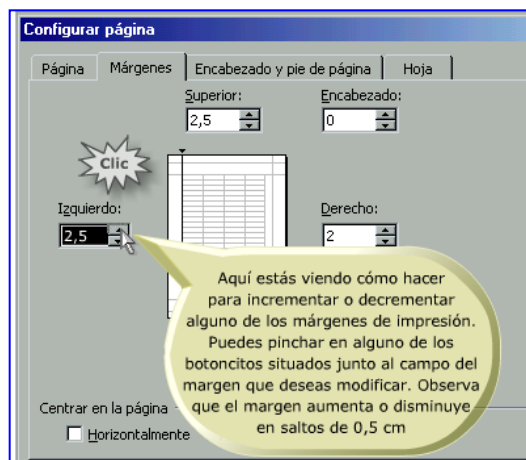 Configurar página
Página Márgenes Encabezado y pie de página Hoja
Superior: Encabezado:
2,5 0
Clic
Izquierdo: Derecho:
2,5 2
Aquí estás viendo cómo hacer
para incrementar o decrementar
alguno de los márgenes de impresión.
Puedes pinchar en alguno de los
botoncitos situados junto al campo del
margen que deseas modificar. Observa
que el margen aumenta o disminuye
en saltos de 0,5 cm
Centrar en la página
Horizontalmente